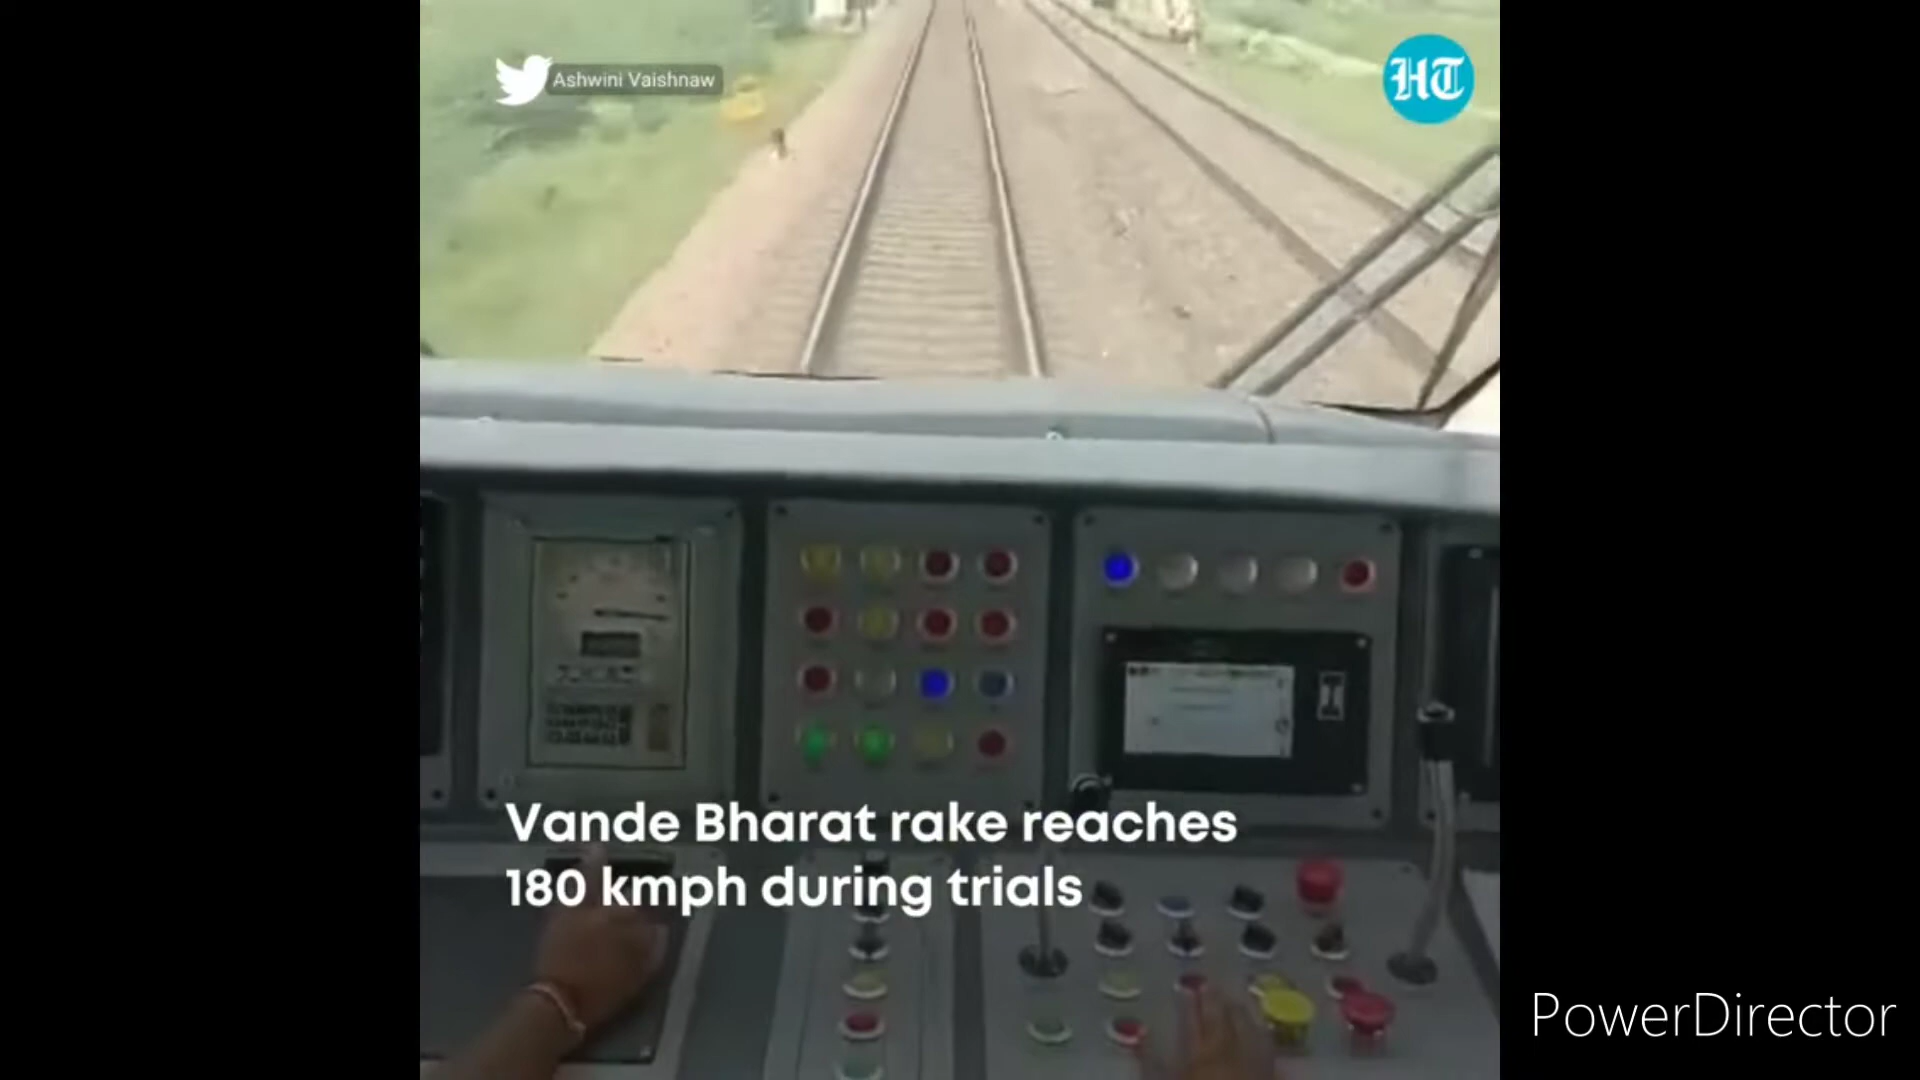 Ashwini Vaishnaw
HT
Vande Bharat rake reaches
180 kmph during trials
PowerDirector